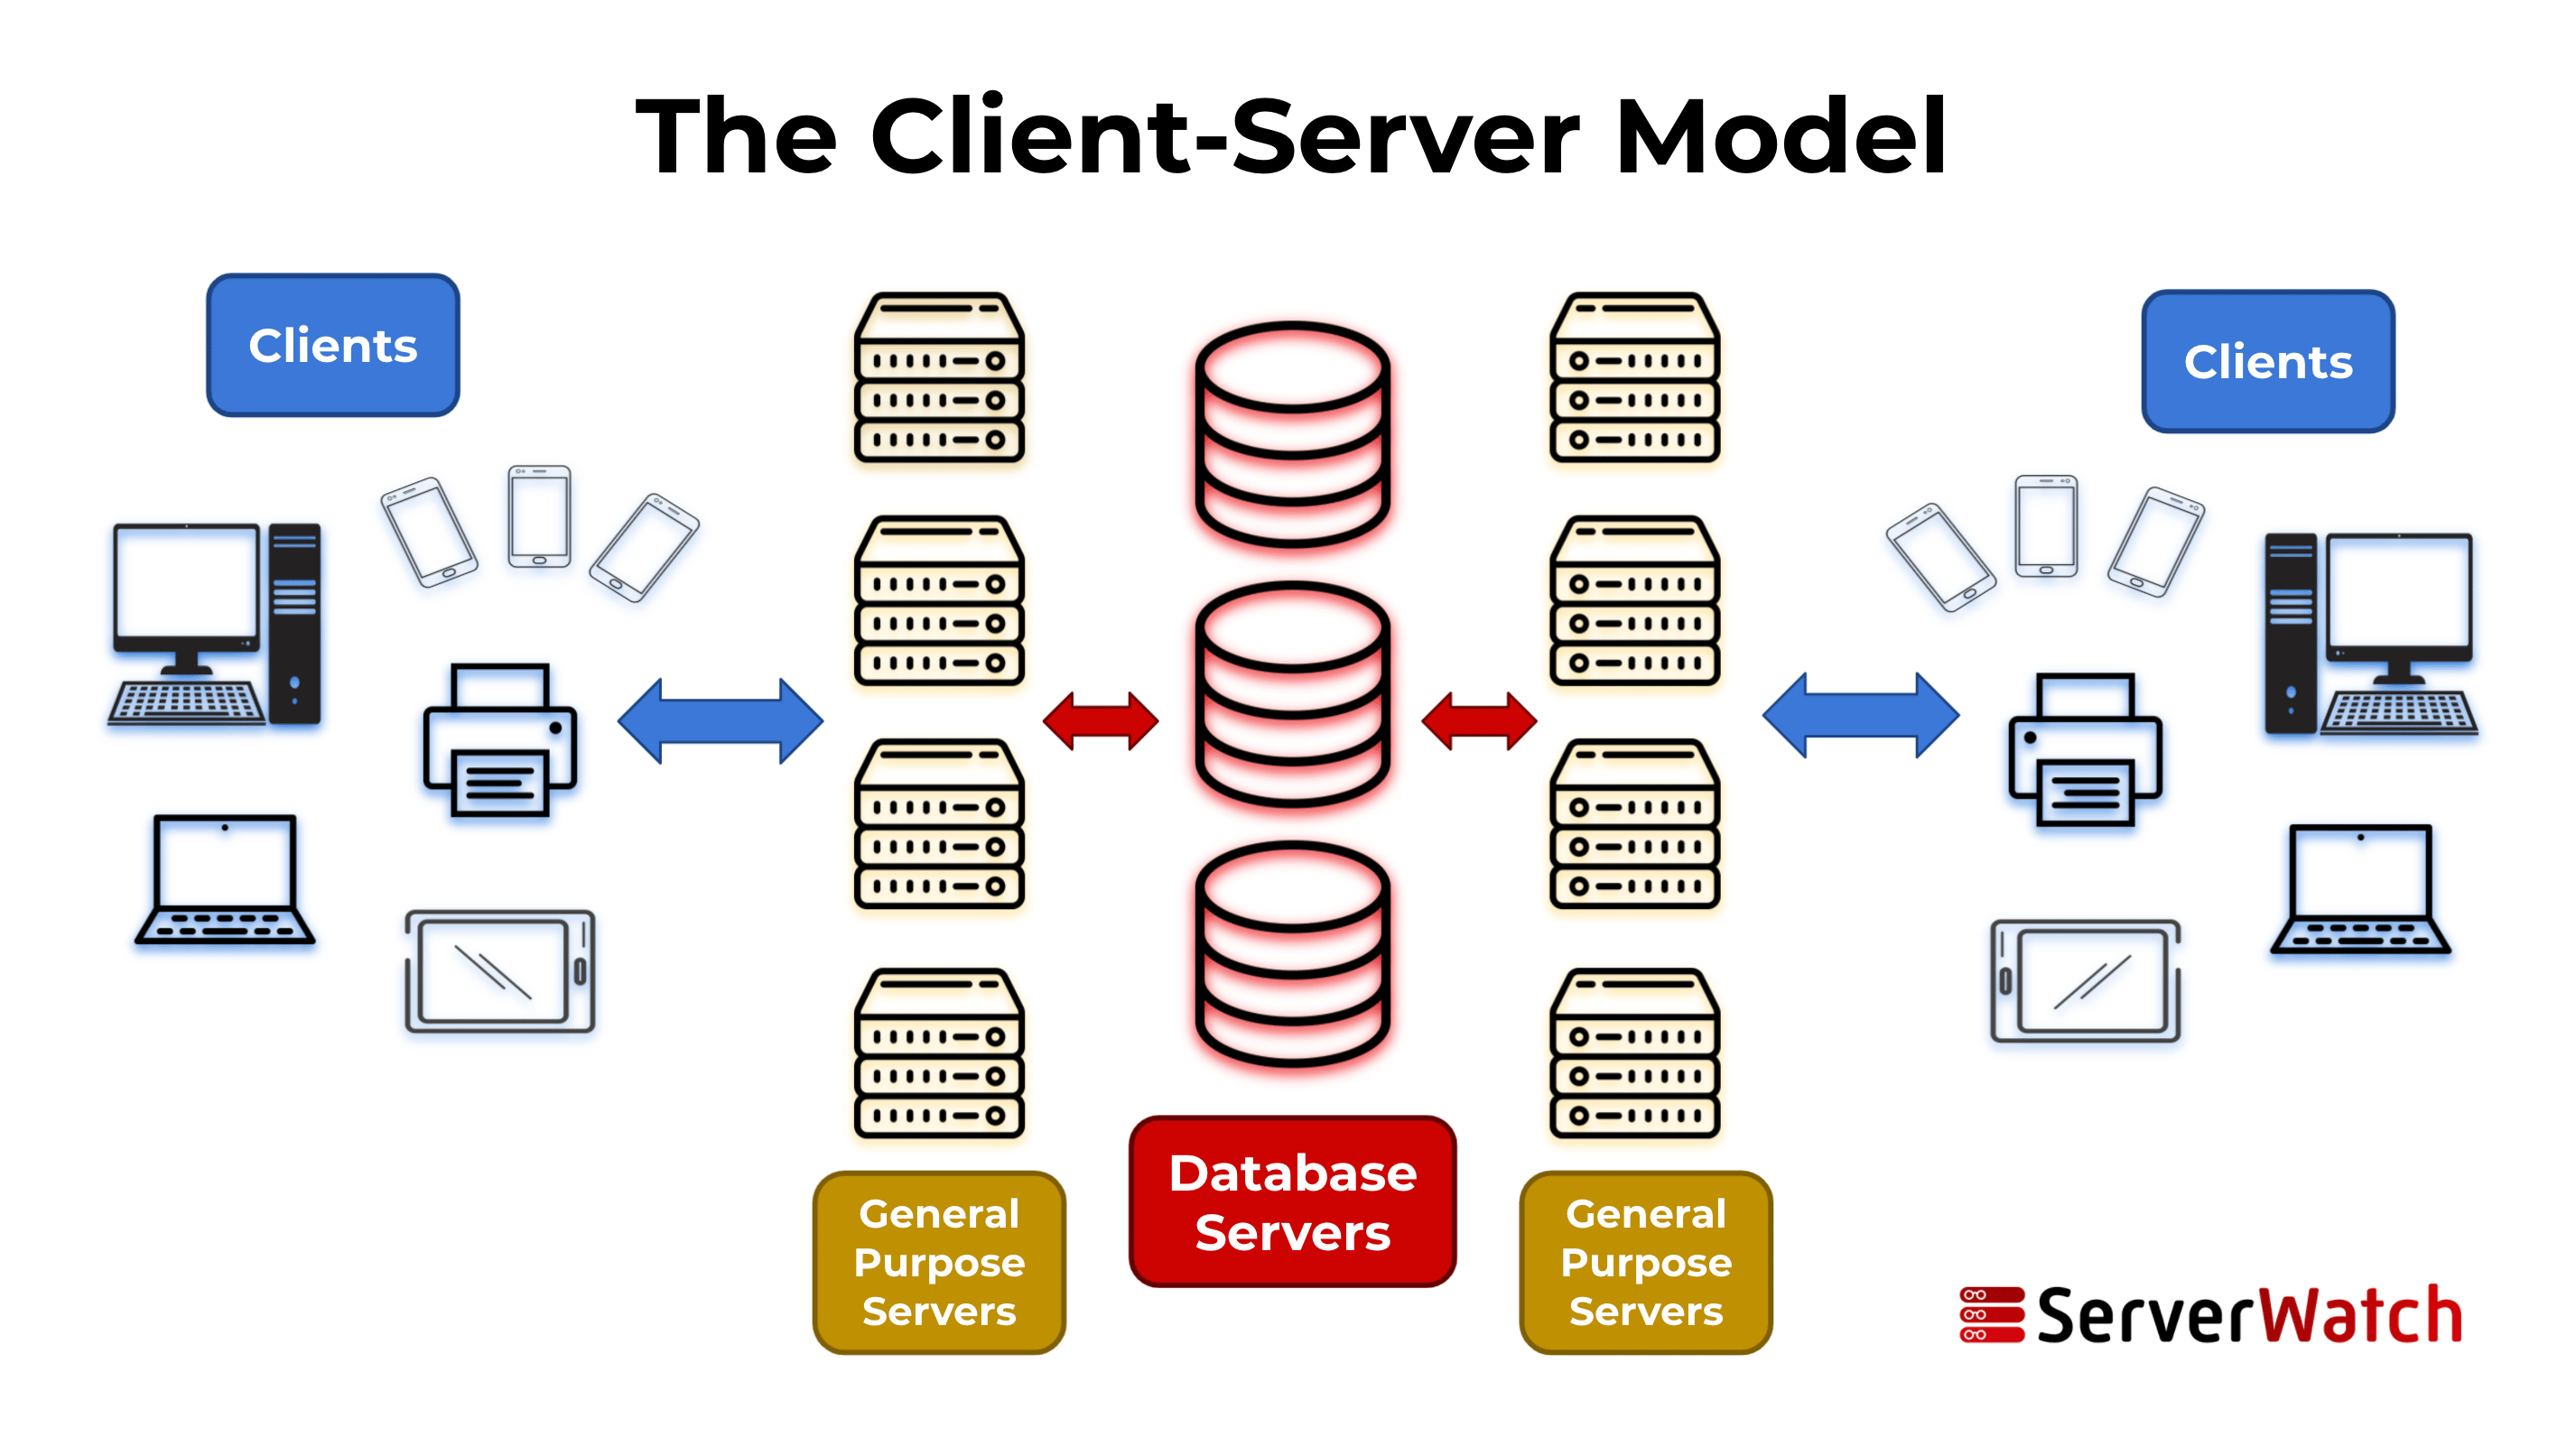 The Client-Server Model
Clients
Clients
Database
Servers
General
Purpose
Servers
General
Purpose
Servers
ServerWatch